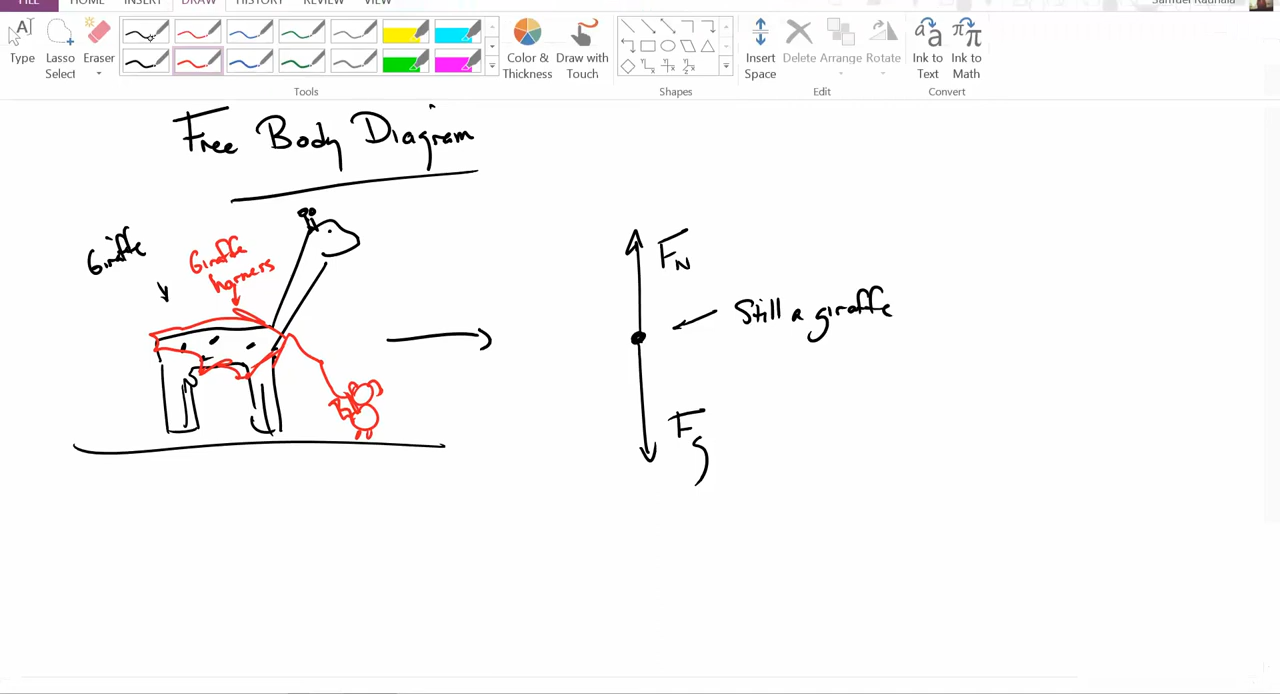 FILE HOME INSERT DRAW HISTORY REVIEW VIEW
Type
Lasso Select
Eraser
Color & Thickness
Draw with Touch
Insert Space
Delete
Arrange
Rotate
Ink to Text
Ink to Math
Tools
Shapes
Edit
Convert
Free Body Diagram
Giraffe
Giraffe
harness
FN
Still a giraffe
Fg